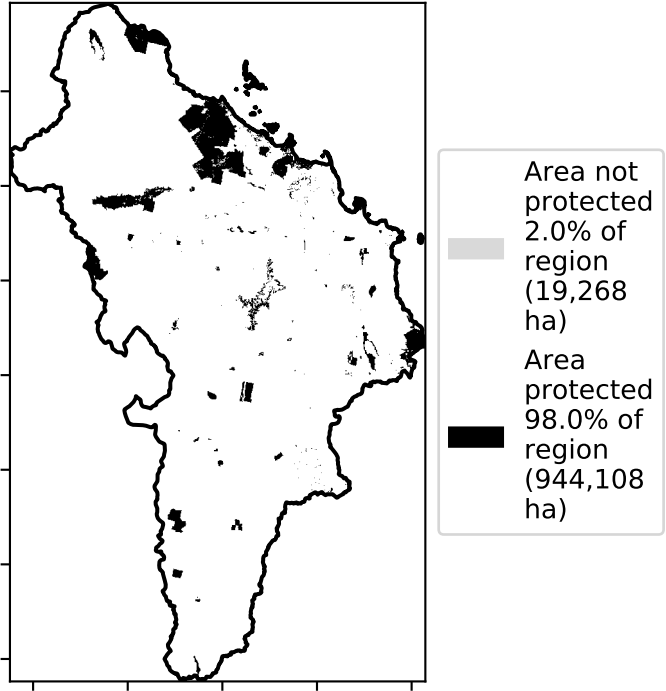 Area not
protected
2.0% of
region
(19,268
ha)
Area
protected
98.0% of
region
(944,108
ha)